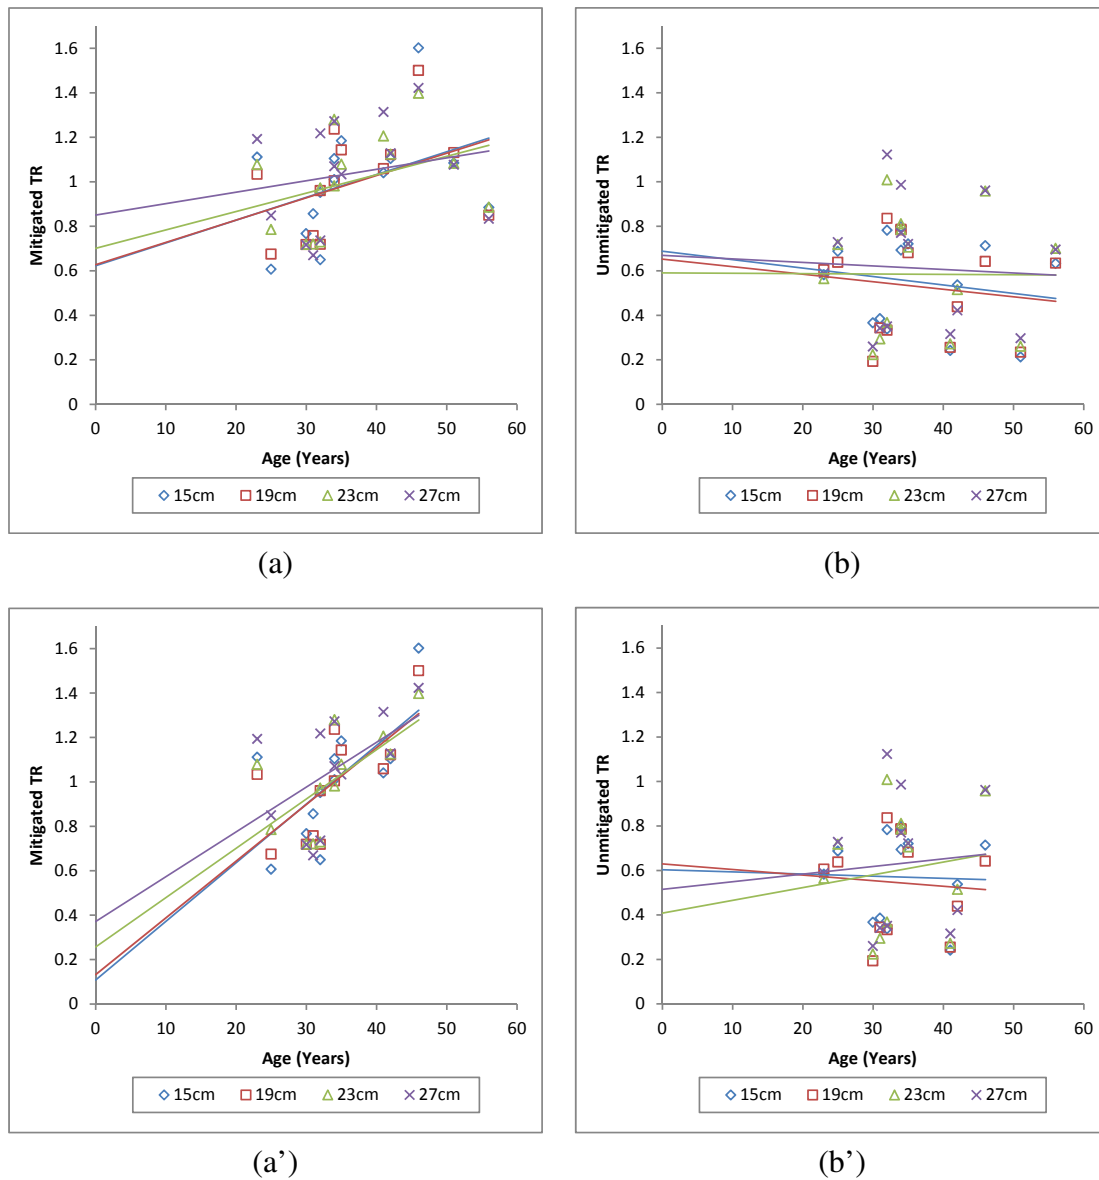 1.6
1.4
1.2
1
0.8
0.6
0.4
0.2
0
Mitigated TR
0 10 20 30 40 50 60
Age (Years)
15cm 19cm 23cm 27cm
(a)
1.6
1.4
1.2
1
0.8
0.6
0.4
0.2
0
Unmitigated TR
0 10 20 30 40 50 60
Age (Years)
15cm 19cm 23cm 27cm
(b)
1.6
1.4
1.2
1
0.8
0.6
0.4
0.2
0
Mitigated TR
0 10 20 30 40 50 60
Age (Years)
15cm 19cm 23cm 27cm
(a’)
1.6
1.4
1.2
1
0.8
0.6
0.4
0.2
0
Unmitigated TR
0 10 20 30 40 50 60
Age (Years)
15cm 19cm 23cm 27cm
(b’)